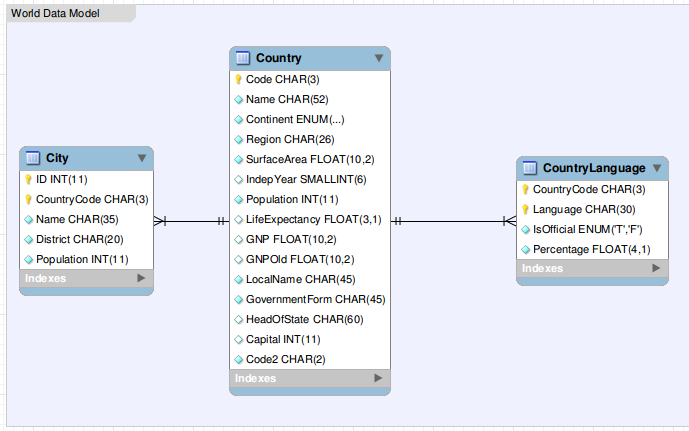 World Data Model
City
ID INT(11)
CountryCode CHAR(3)
Name CHAR(35)
District CHAR(20)
Population INT(11)
Indexes
Country
Code CHAR(3)
Name CHAR(52)
Continent ENUM(...)
Region CHAR(26)
SurfaceArea FLOAT(10,2)
IndepYear SMALLINT(6)
Population INT(11)
LifeExpectancy FLOAT(3,1)
GNP FLOAT(10,2)
GNPOld FLOAT(10,2)
LocalName CHAR(45)
GovernmentForm CHAR(45)
HeadOfState CHAR(60)
Capital INT(11)
Code2 CHAR(2)
Indexes
CountryLanguage
CountryCode CHAR(3)
Language CHAR(30)
IsOfficial ENUM('T','F')
Percentage FLOAT(4,1)
Indexes